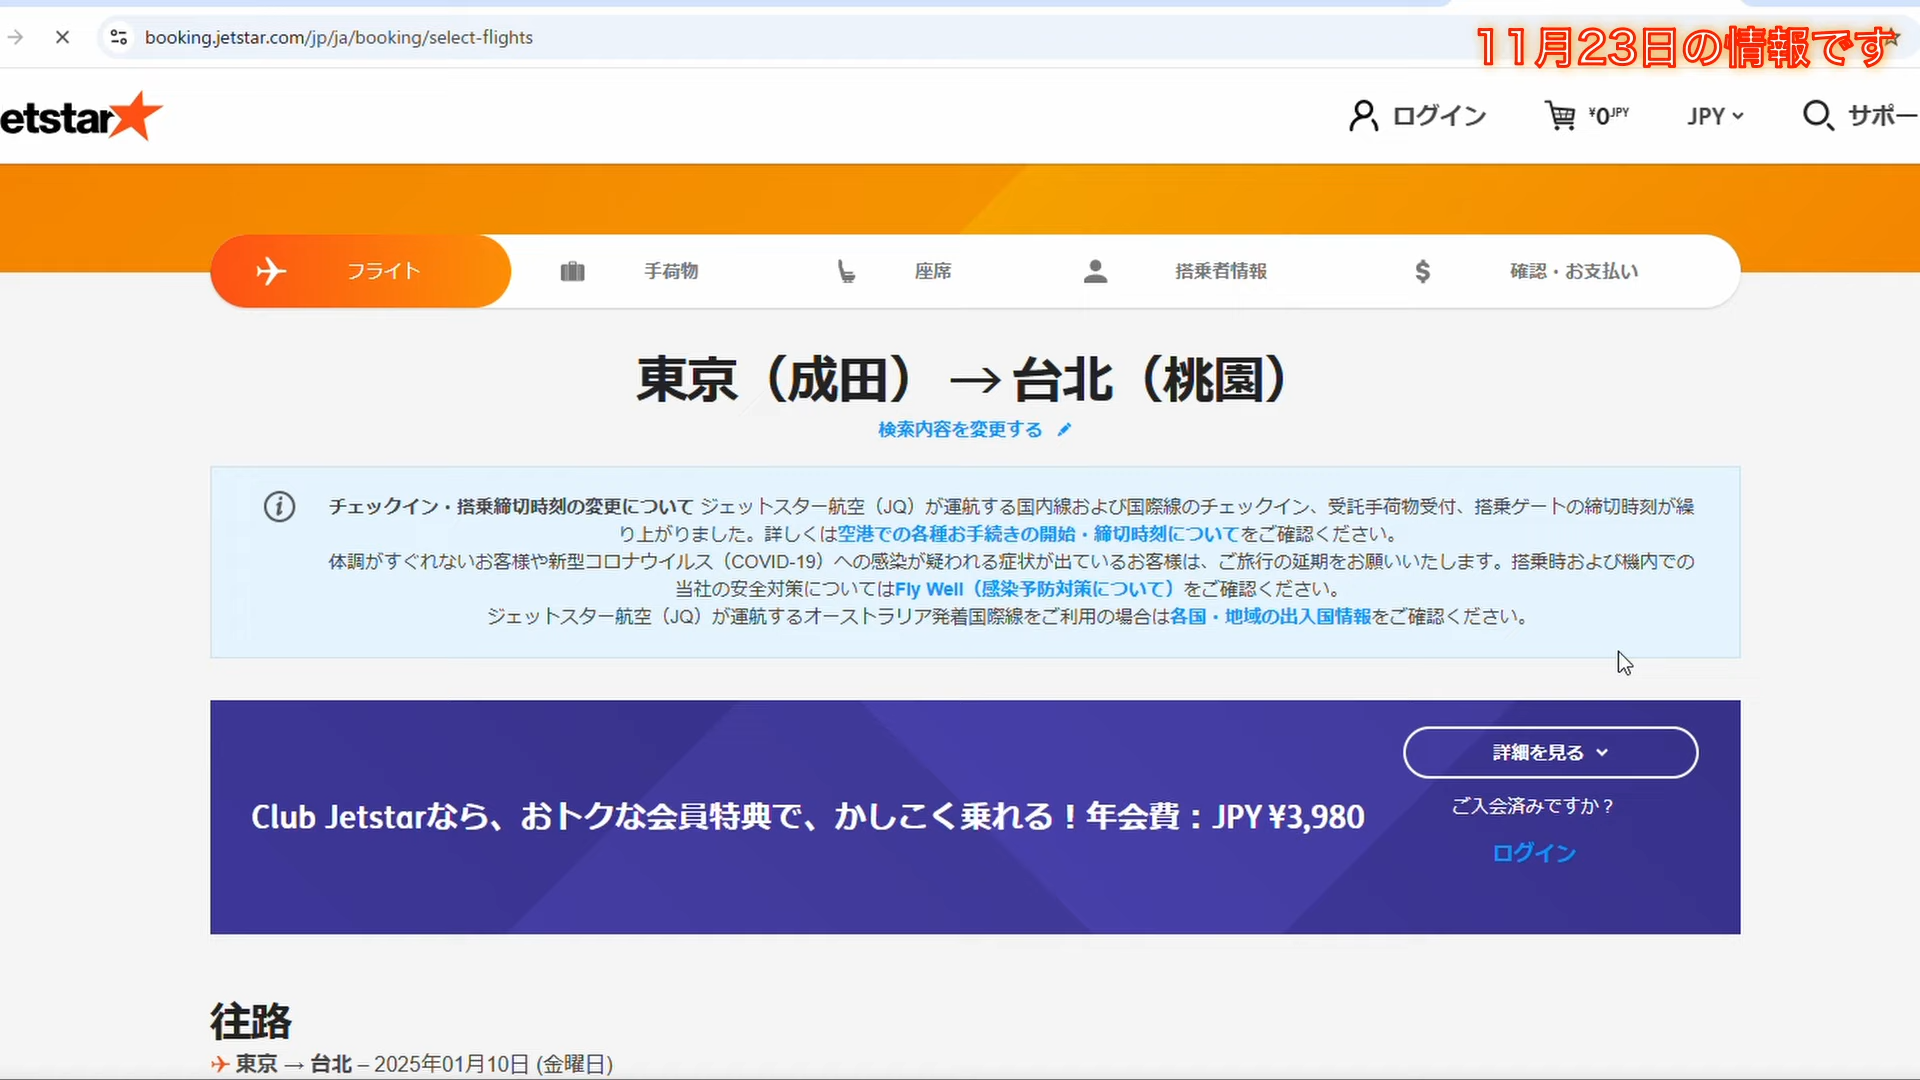 booking.jetstar.com/jp/ja/booking/select-flights
11月23日の情報です
etstar
ログイン
¥0JPY
JPY
サポー
フライト
手荷物
座席
搭乗者情報
確認・お支払い
東京（成田）→台北（桃園）
検索内容を変更する
チェックイン・搭乗締切時刻の変更について ジェットスター航空（JQ）が運航する国内線および国際線のチェックイン、受託手荷物受付、搭乗ゲートの締切時刻が繰
り上がりました。詳しくは空港での各種お手続きの開始・締切時刻についてをご確認ください。
体調がすぐれないお客様や新型コロナウイルス（COVID-19）への感染が疑われる症状が出ているお客様は、ご旅行の延期をお願いいたします。搭乗時および機内での
当社の安全対策についてはFly Well（感染予防対策について）をご確認ください。
ジェットスター航空（JQ）が運航するオーストラリア発着国際線をご利用の場合は各国・地域の出入国情報をご確認ください。
詳細を見る
Club Jetstarなら、おトクな会員特典で、かしこく乗れる！年会費：JPY ¥3,980
ご入会済みですか？
ログイン
往路
東京 → 台北 – 2025年01月10日 (金曜日)